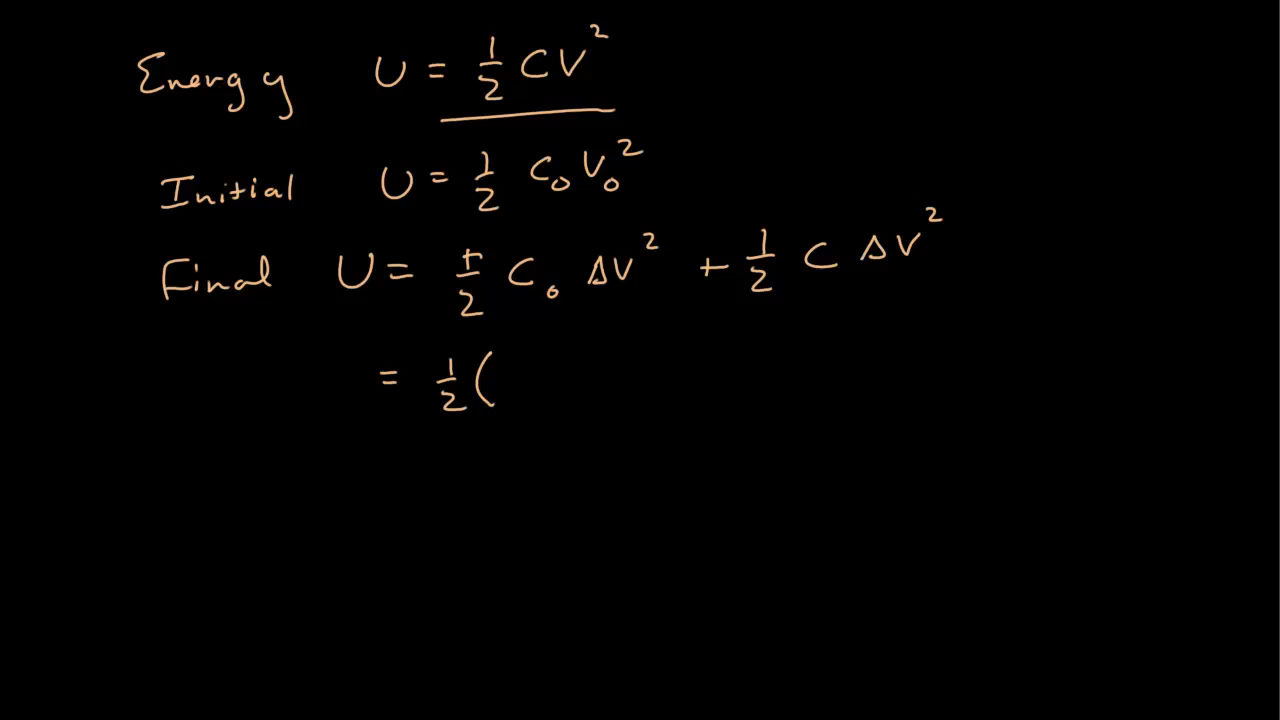 Energy U = 1/2 CV²
Initial U = 1/2 C₀V₀²
Final U = 1/2 C₀ ΔV² + 1/2 C ΔV²
= 1/2 (